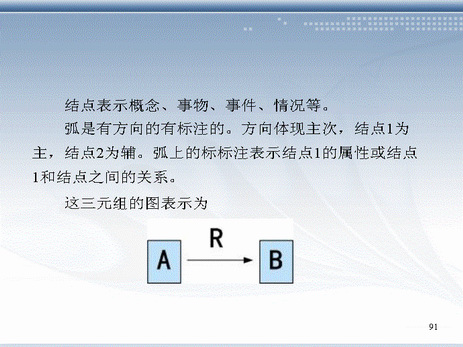 结点表示概念、事物、事件、情况等。
弧是有方向的有标注的。方向体现主次，结点1为
主，结点2为辅。弧上的标标注表示结点1的属性或结点
1和结点之间的关系。
这三元组的图表示为
R
A B
91